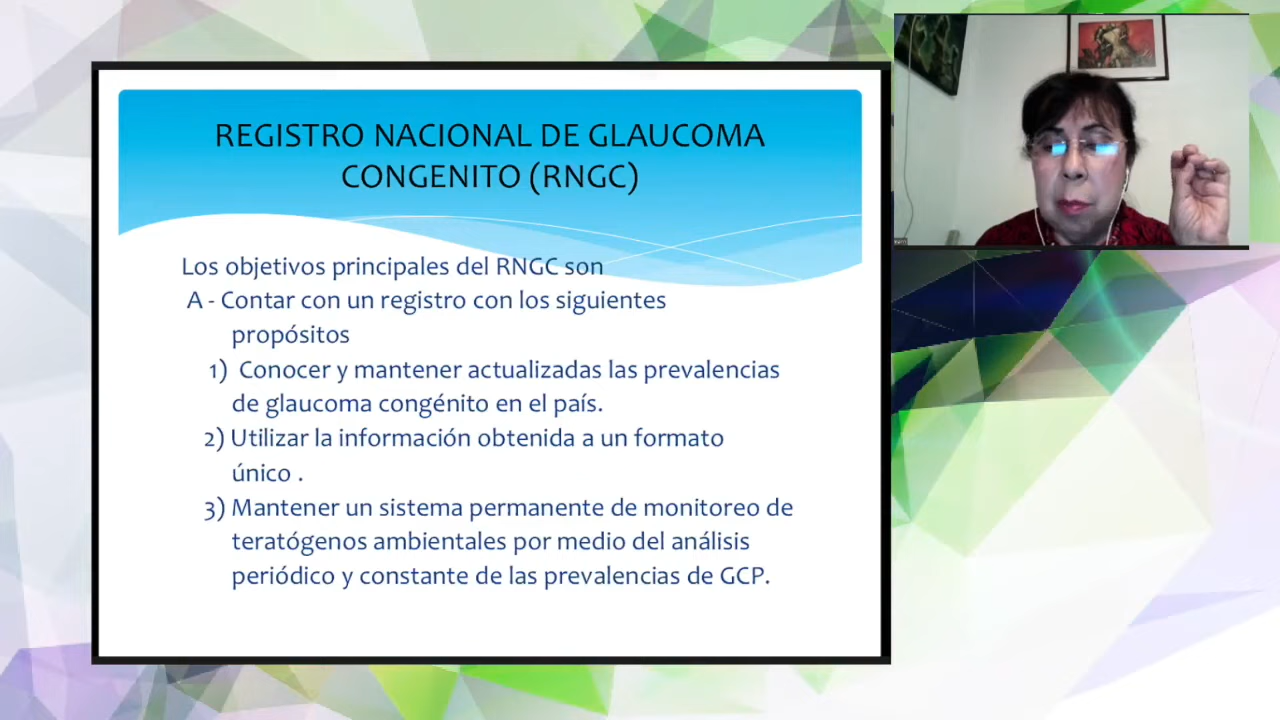 REGISTRO NACIONAL DE GLAUCOMA
CONGENITO (RNGC)
Los objetivos principales del RNGC son
A - Contar con un registro con los siguientes
propósitos
1) Conocer y mantener actualizadas las prevalencias
de glaucoma congénito en el país.
2) Utilizar la información obtenida a un formato
único .
3) Mantener un sistema permanente de monitoreo de
teratógenos ambientales por medio del análisis
periódico y constante de las prevalencias de GCP.